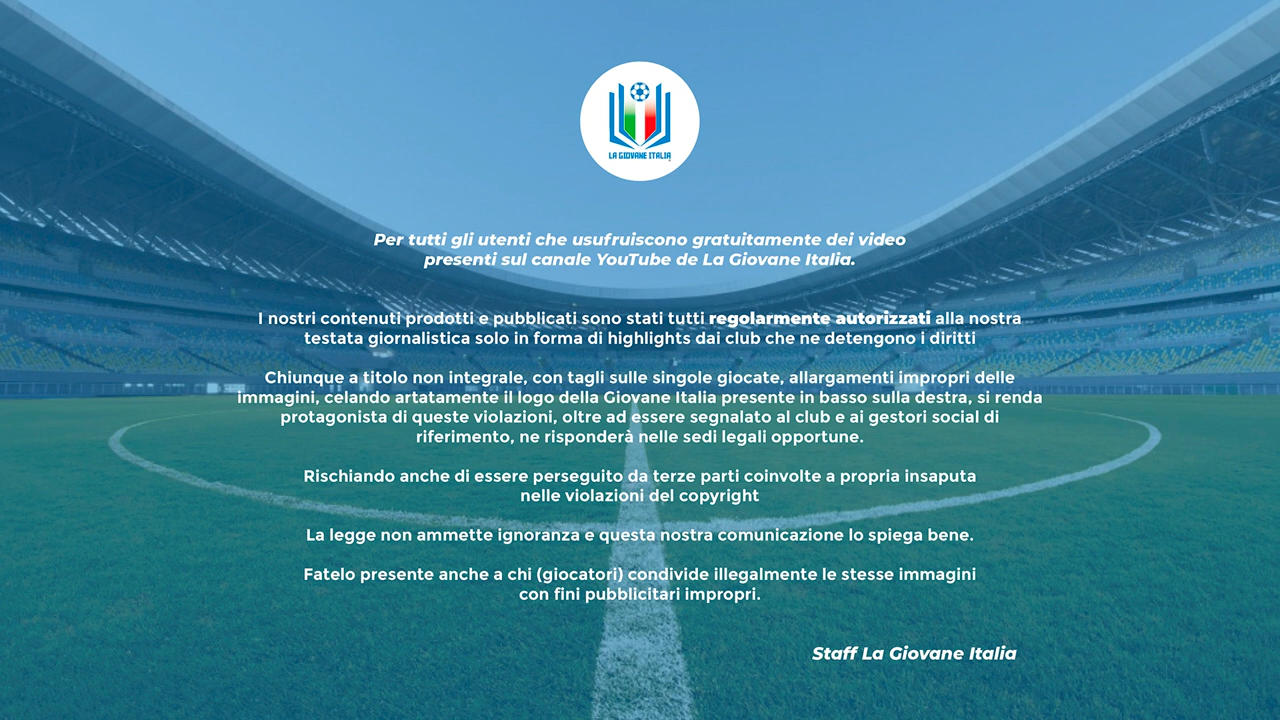 LA GIOVANE ITALIA
Per tutti gli utenti che usufruiscono gratuitamente dei video
presenti sul canale YouTube de La Giovane Italia.
I nostri contenuti prodotti e pubblicati sono stati tutti regolarmente autorizzati alla nostra
testata giornalistica solo in forma di highlights dai club che ne detengono i diritti
Chiunque a titolo non integrale, con tagli sulle singole giocate, allargamenti impropri delle
immagini, celando artatamente il logo della Giovane Italia presente in basso sulla destra, si renda
protagonista di queste violazioni, oltre ad essere segnalato al club e ai gestori social di
riferimento, ne risponderà nelle sedi legali opportune.
Rischiando anche di essere perseguito da terze parti coinvolte a propria insaputa
nelle violazioni del copyright
La legge non ammette ignoranza e questa nostra comunicazione lo spiega bene.
Fatelo presente anche a chi (giocatori) condivide illegalmente le stesse immagini
con fini pubblicitari impropri.
Staff La Giovane Italia